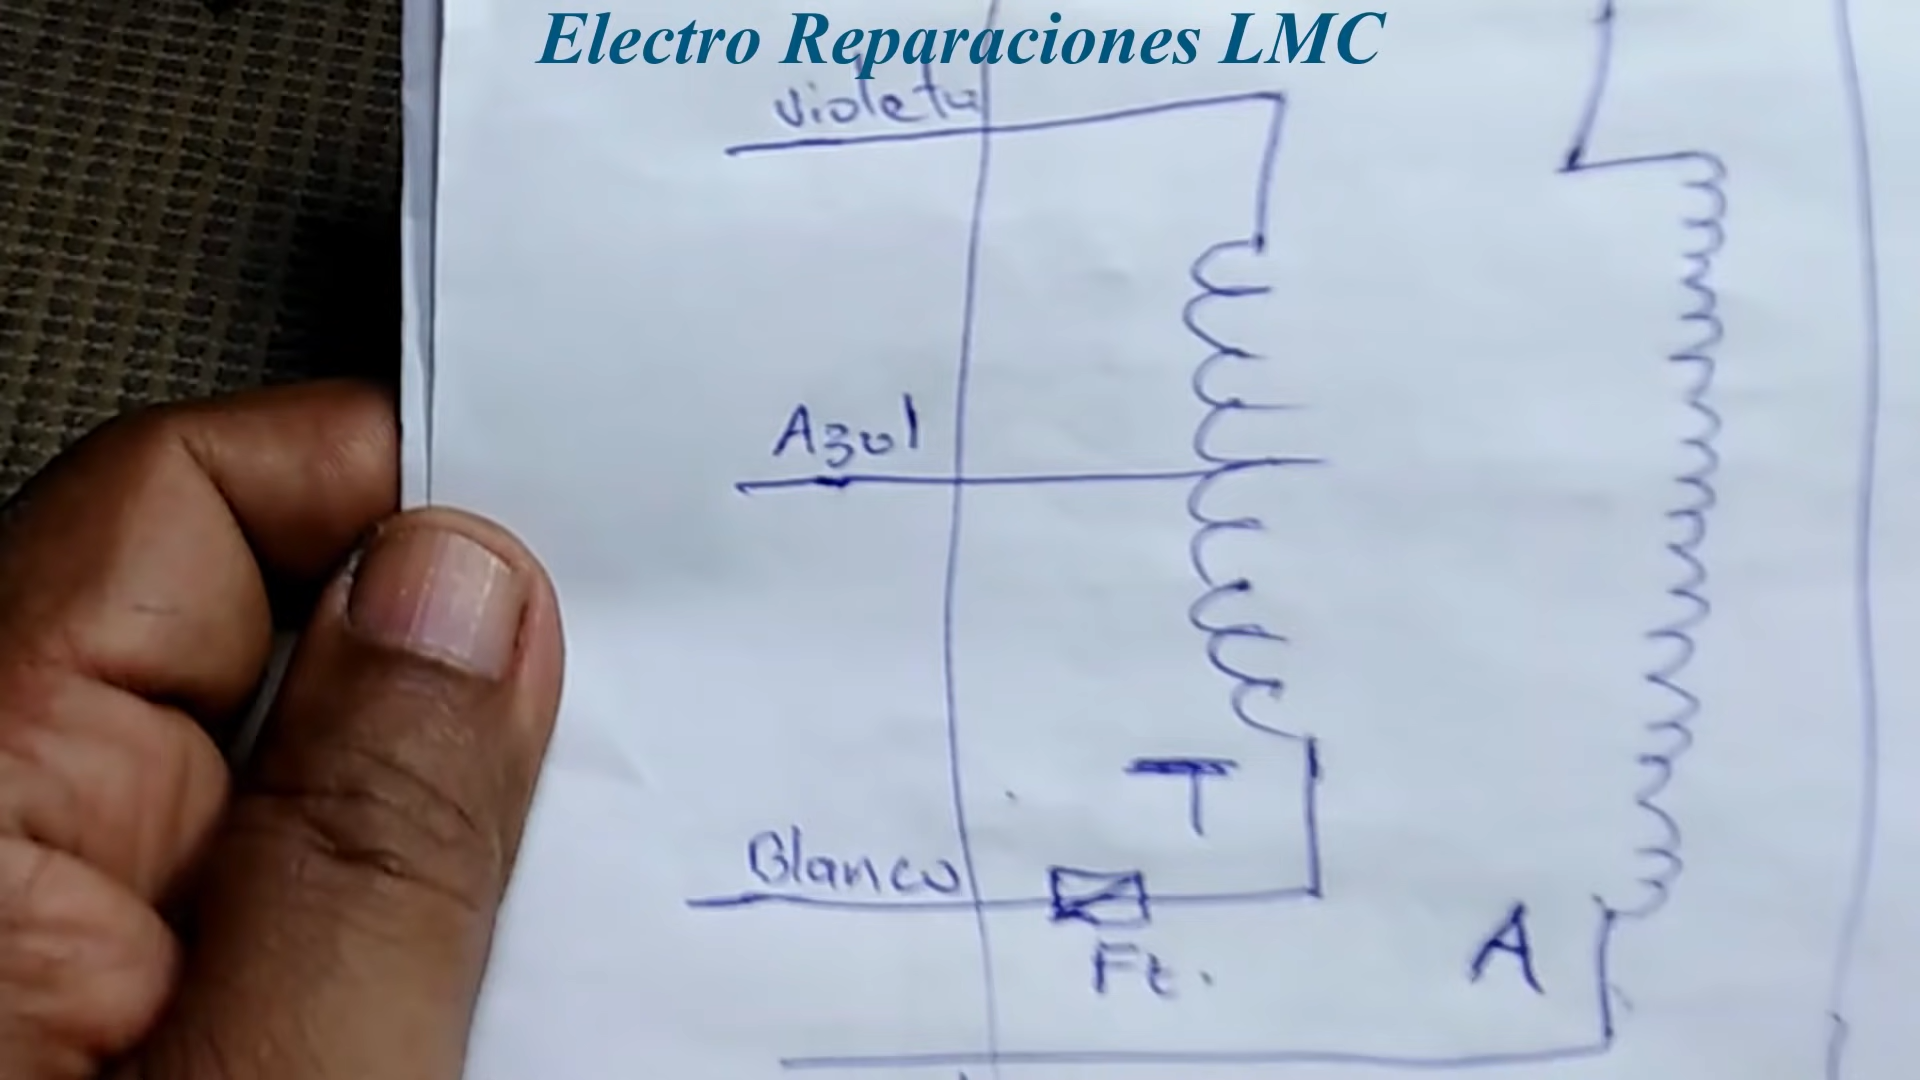 Electro Reparaciones LMC
violeta
Azul
T
Blanco
Ft.
A